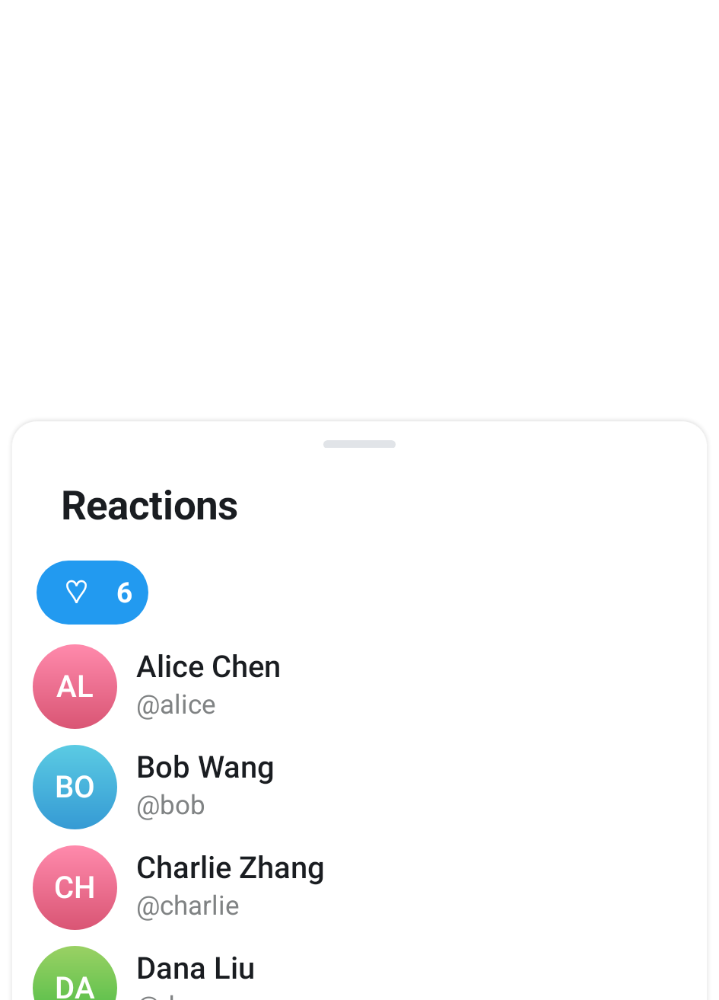 Reactions
♡ 6
AL
Alice Chen
@alice
BO
Bob Wang
@bob
CH
Charlie Zhang
@charlie
DA
Dana Liu